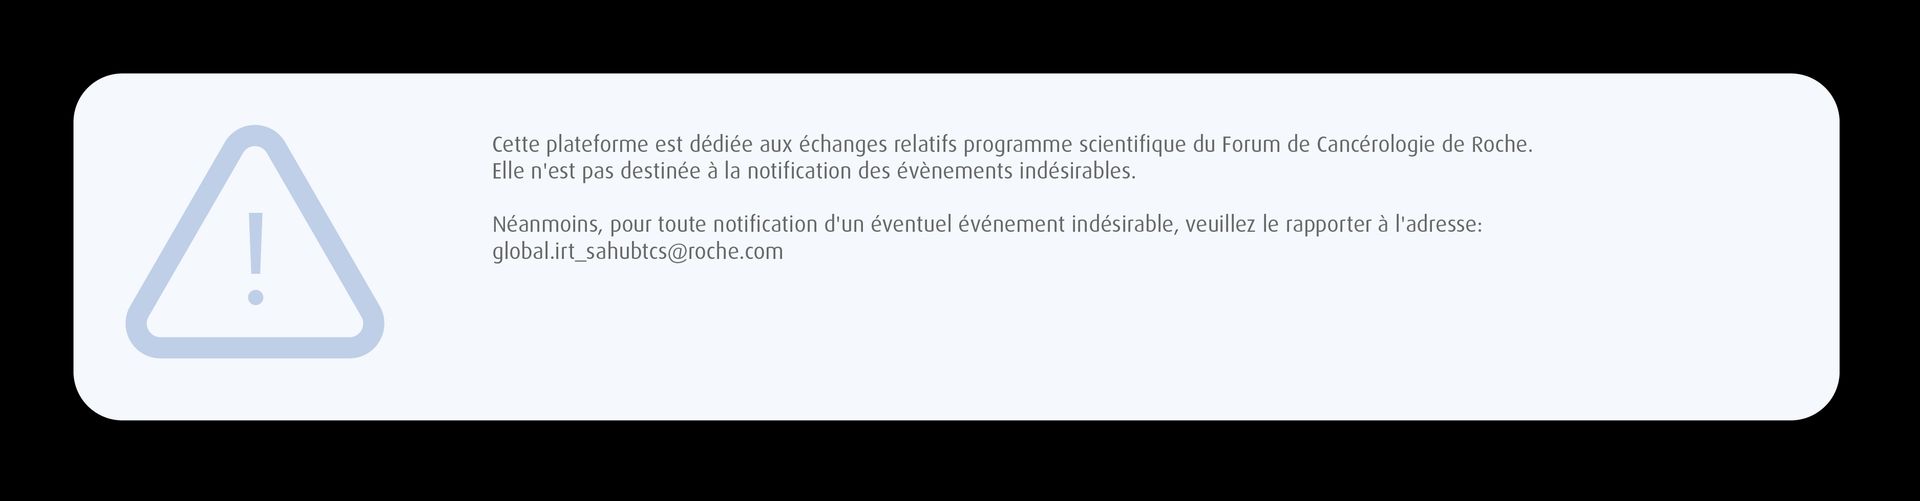 Cette plateforme est dédiée aux échanges relatifs programme scientifique du Forum de Cancérologie de Roche.
Elle n'est pas destinée à la notification des évènements indésirables.
Néanmoins, pour toute notification d'un éventuel événement indésirable, veuillez le rapporter à l'adresse:
global.irt_sahubtcs@roche.com